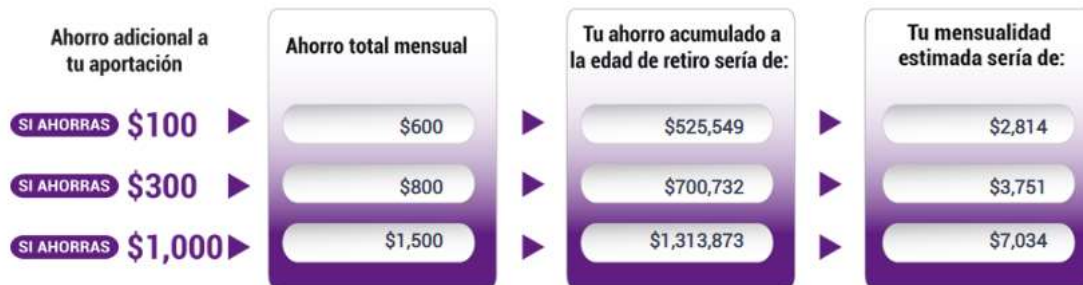 Ahorro adicional a
tu aportación
Ahorro total mensual
Tu ahorro acumulado a
la edad de retiro sería de:
Tu mensualidad
estimada sería de:
SI AHORRAS $100
$600
$525,549
$2,814
SI AHORRAS $300
$800
$700,732
$3,751
SI AHORRAS $1,000
$1,500
$1,313,873
$7,034